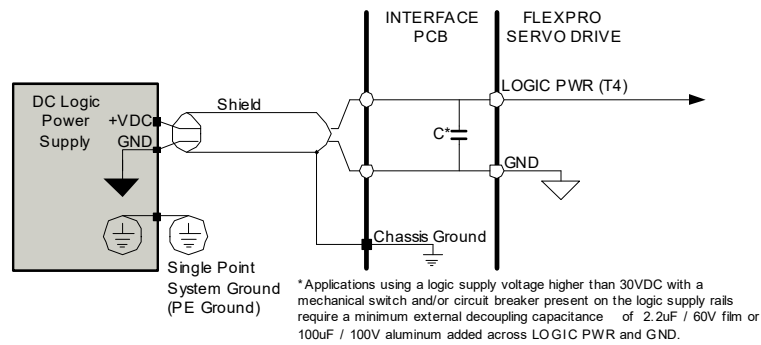 INTERFACE
PCB
FLEXPRO
SERVO DRIVE
LOGIC PWR (T4)
DC Logic
Power
Supply
+VDC
GND
Shield
C*
GND
Chassis Ground
Single Point
System Ground
(PE Ground)
*Applications using a logic supply voltage higher than 30VDC with a
mechanical switch and/or circuit breaker present on the logic supply rails
require a minimum external decoupling capacitance of 2.2uF / 60V film or
100uF / 100V aluminum added across LOGIC PWR and GND.